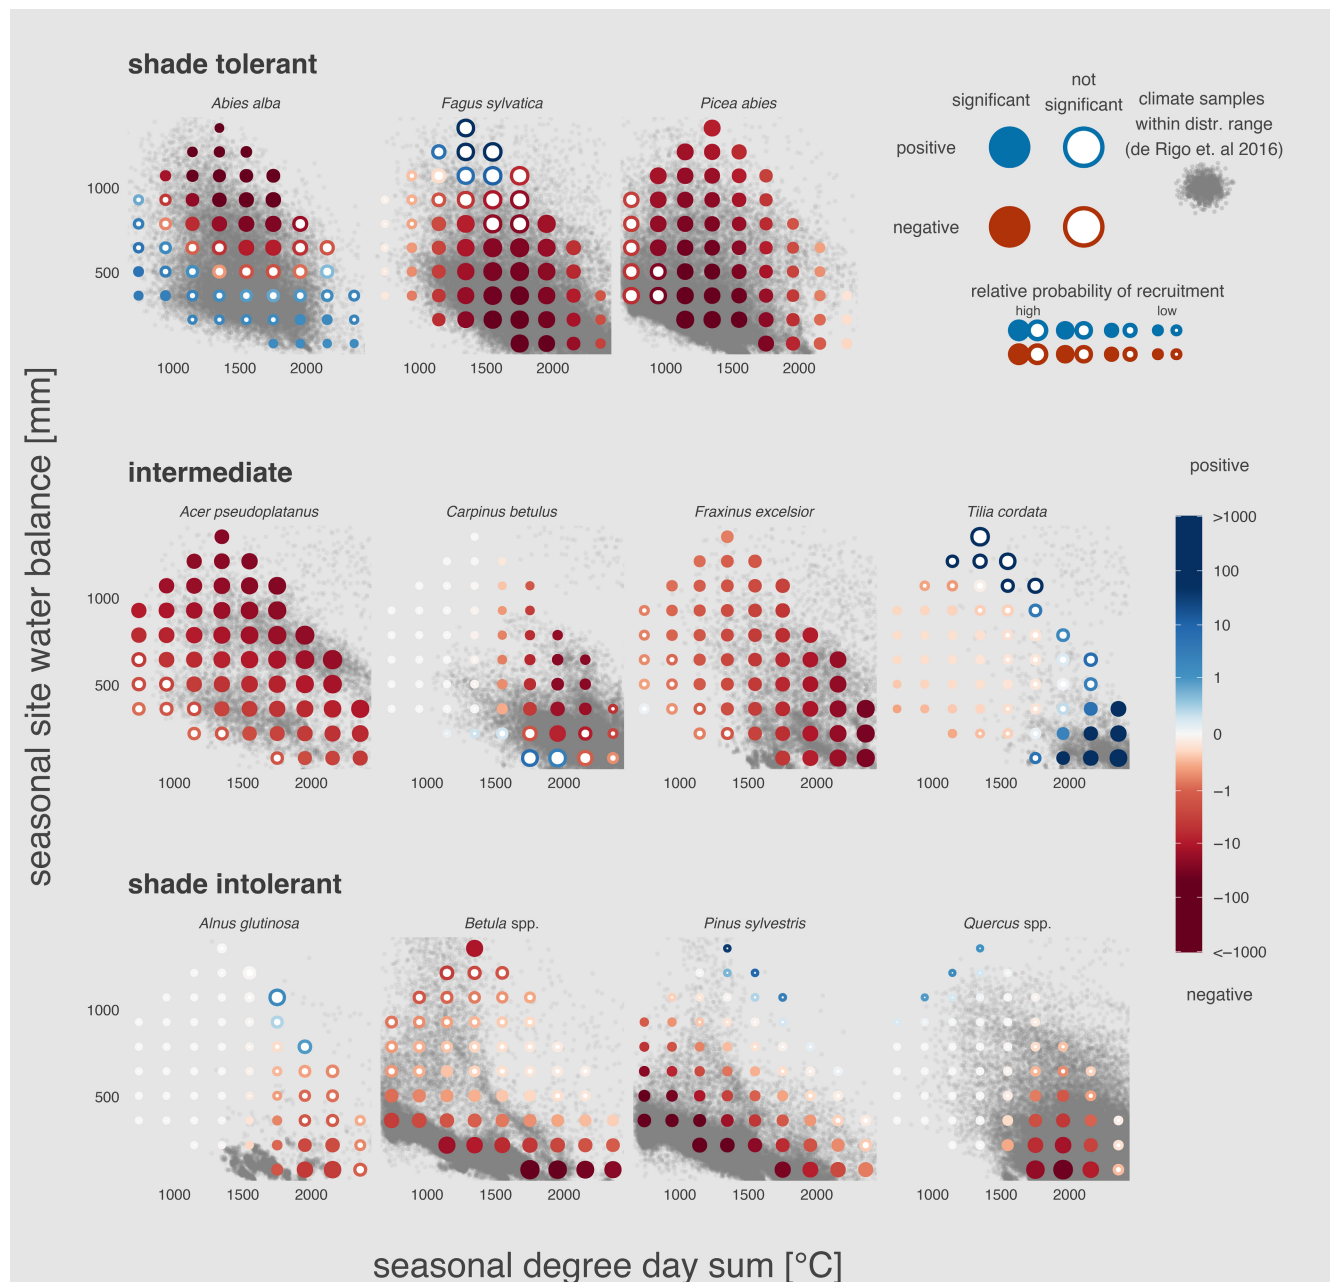 shade tolerant
Abies alba
Fagus sylvatica
Picea abies
1000
500
1000
1500
2000
1000
1500
2000
1000
1500
2000
not
significant
significant
climate samples
within distr. range
(de Rigo et. al 2016)
positive
negative
relative probability of recruitment
high
low
seasonal site water balance [mm]
intermediate
Acer pseudoplatanus
Carpinus betulus
Fraxinus excelsior
Tilia cordata
1000
500
1000
1500
2000
1000
1500
2000
1000
1500
2000
1000
1500
2000
positive
>1000
100
10
1
0
−1
−10
−100
<−1000
negative
shade intolerant
Alnus glutinosa
Betula spp.
Pinus sylvestris
Quercus spp.
1000
500
1000
1500
2000
1000
1500
2000
1000
1500
2000
1000
1500
2000
seasonal degree day sum [°C]